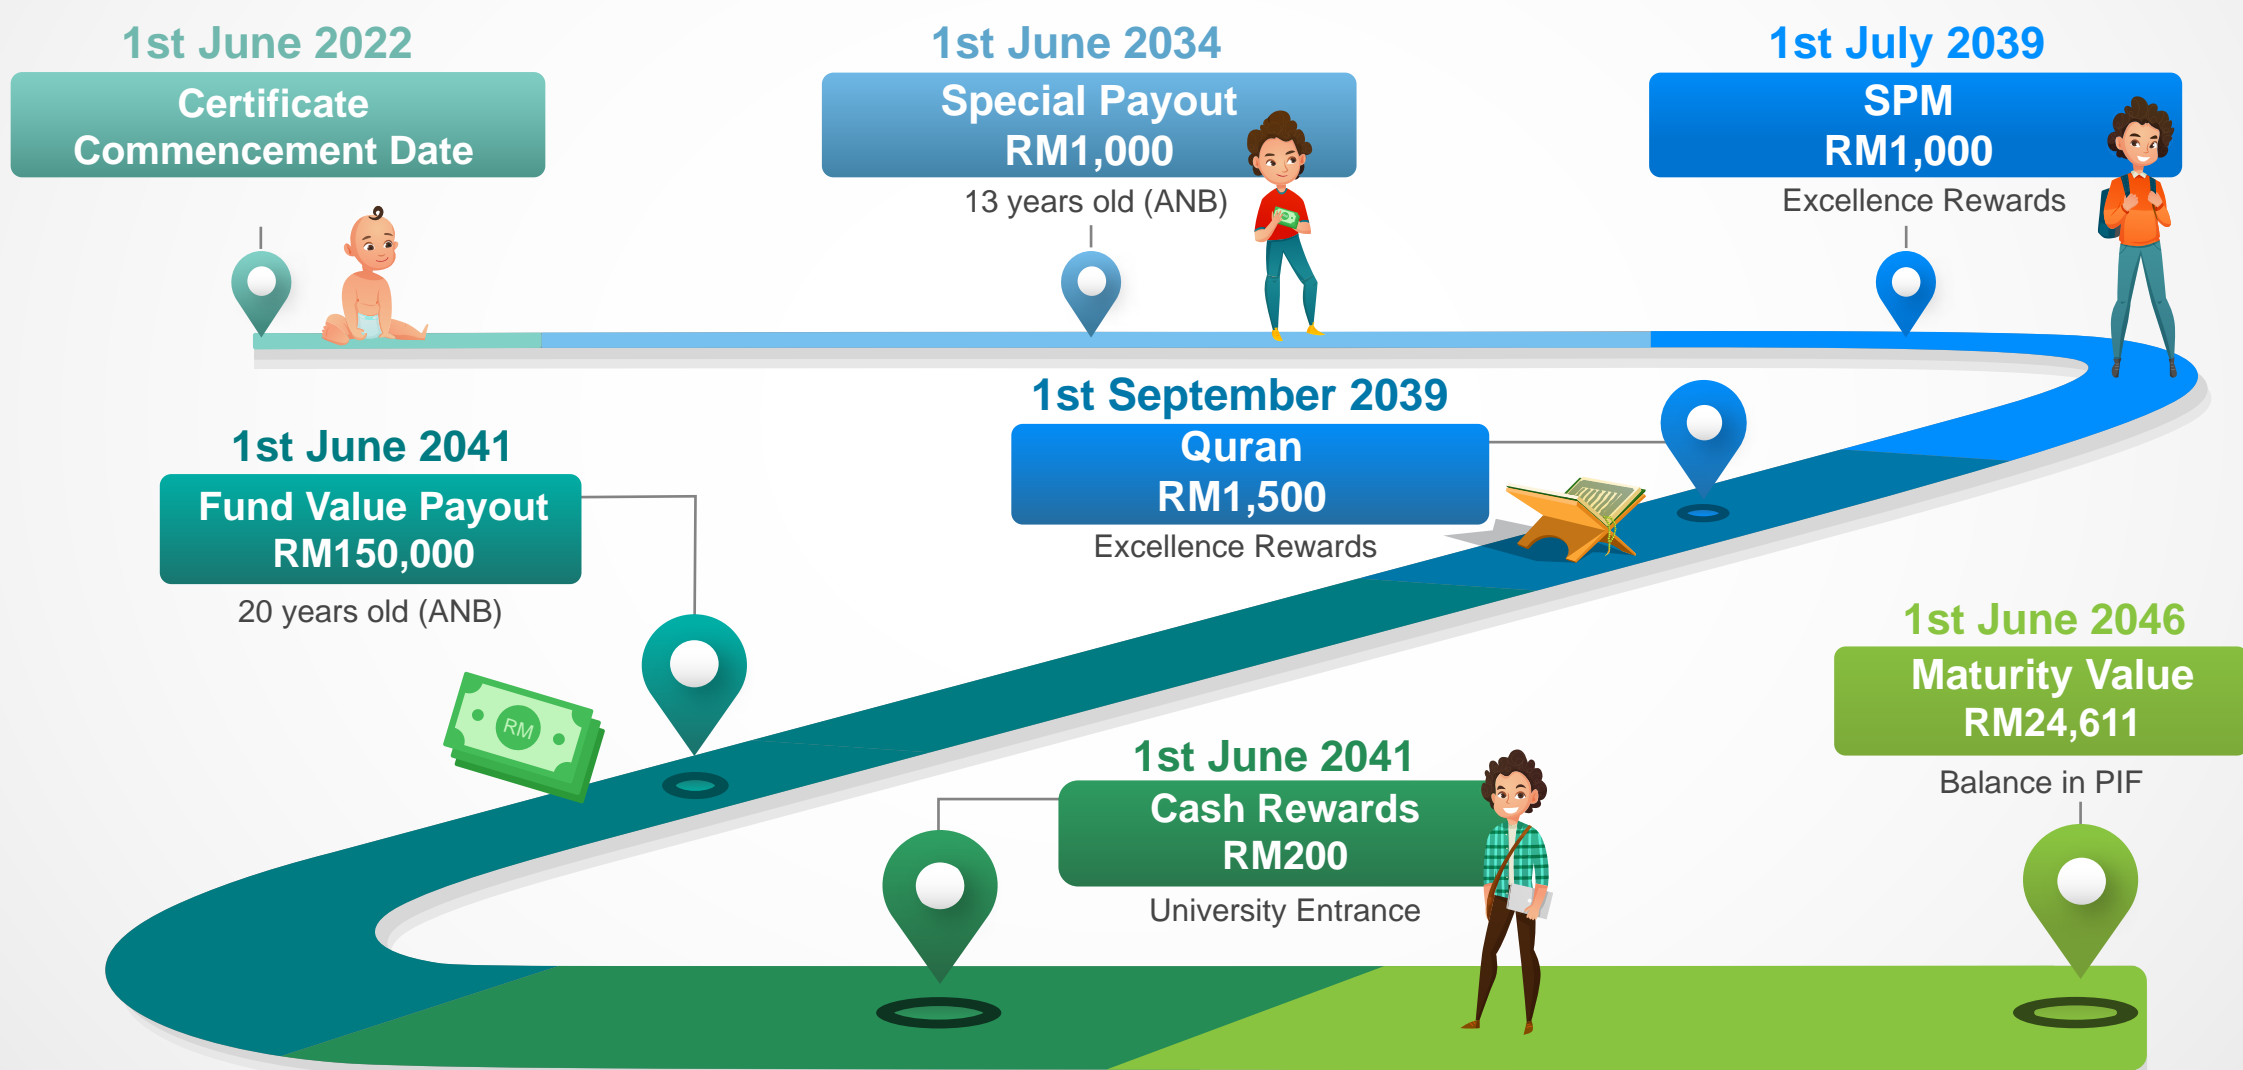 1st June 2022
Certificate
Commencement Date
1st June 2034
Special Payout
RM1,000
13 years old (ANB)
1st July 2039
SPM
RM1,000
Excellence Rewards
1st September 2039
Quran
RM1,500
Excellence Rewards
1st June 2041
Fund Value Payout
RM150,000
20 years old (ANB)
RM
1st June 2041
Cash Rewards
RM200
University Entrance
1st June 2046
Maturity Value
RM24,611
Balance in PIF